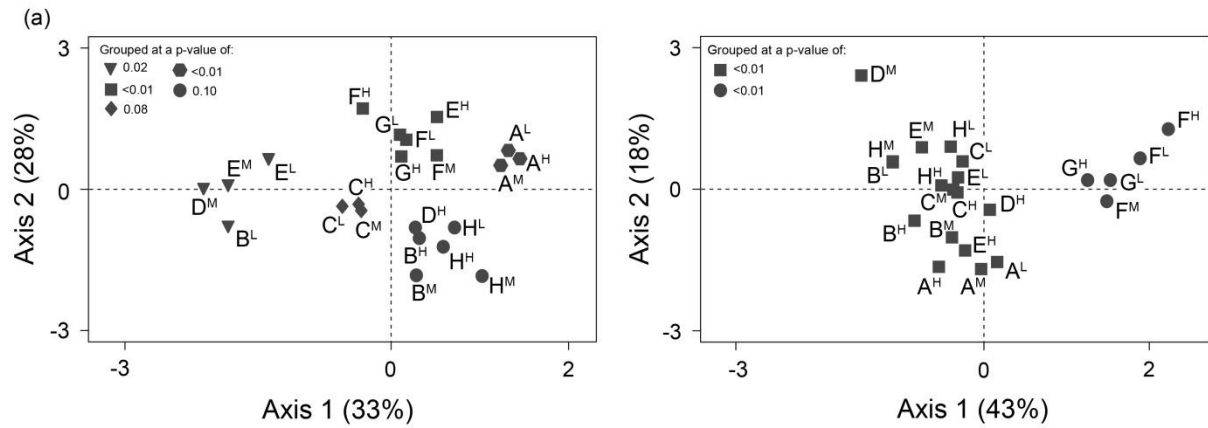 (a)
3
Grouped at a p-value of:
0.02
<0.01
<0.01
0.10
0.08
Fᴴ
Eᴴ
Gᴸ
Fᴸ
Aᴸ
Gᴴ
Fᴹ
Aᴴ
Aᴹ
Eᴹ
Eᴸ
Dᴹ
Cᴴ
Bᴸ
Cᴸ
Cᴹ
Dᴴ
Hᴸ
Bᴴ
Hᴴ
Bᴹ
Hᴹ
0
-3
Axis 2 (28%)
-3
0
2
Axis 1 (33%)
3
Grouped at a p-value of:
<0.01
<0.01
Dᴹ
Fᴴ
Eᴹ
Hᴸ
Hᴹ
Cᴸ
Fᴸ
Bᴸ
Hᴴ
Eᴸ
Gᴴ
Gᴸ
Cᴹ
Cᴴ
Dᴴ
Fᴹ
Bᴴ
Bᴹ
Eᴴ
Aᴴ
Aᴹ
Aᴸ
0
-3
Axis 2 (18%)
-3
0
2
Axis 1 (43%)